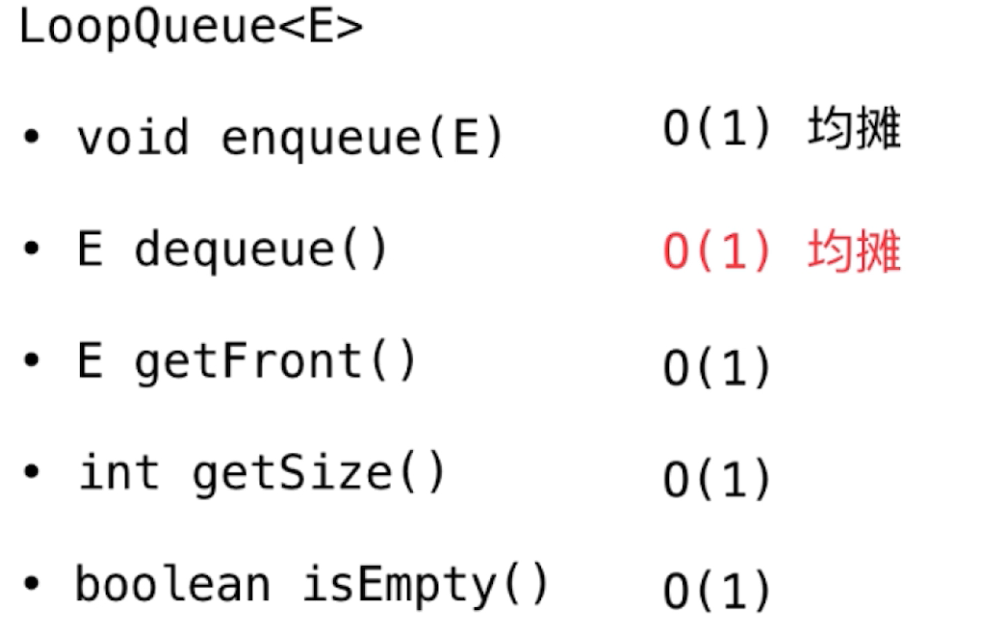 LoopQueue<E>
• void enqueue(E) O(1) 均摊
• E dequeue() O(1) 均摊
• E getFront() O(1)
• int getSize() O(1)
• boolean isEmpty() O(1)